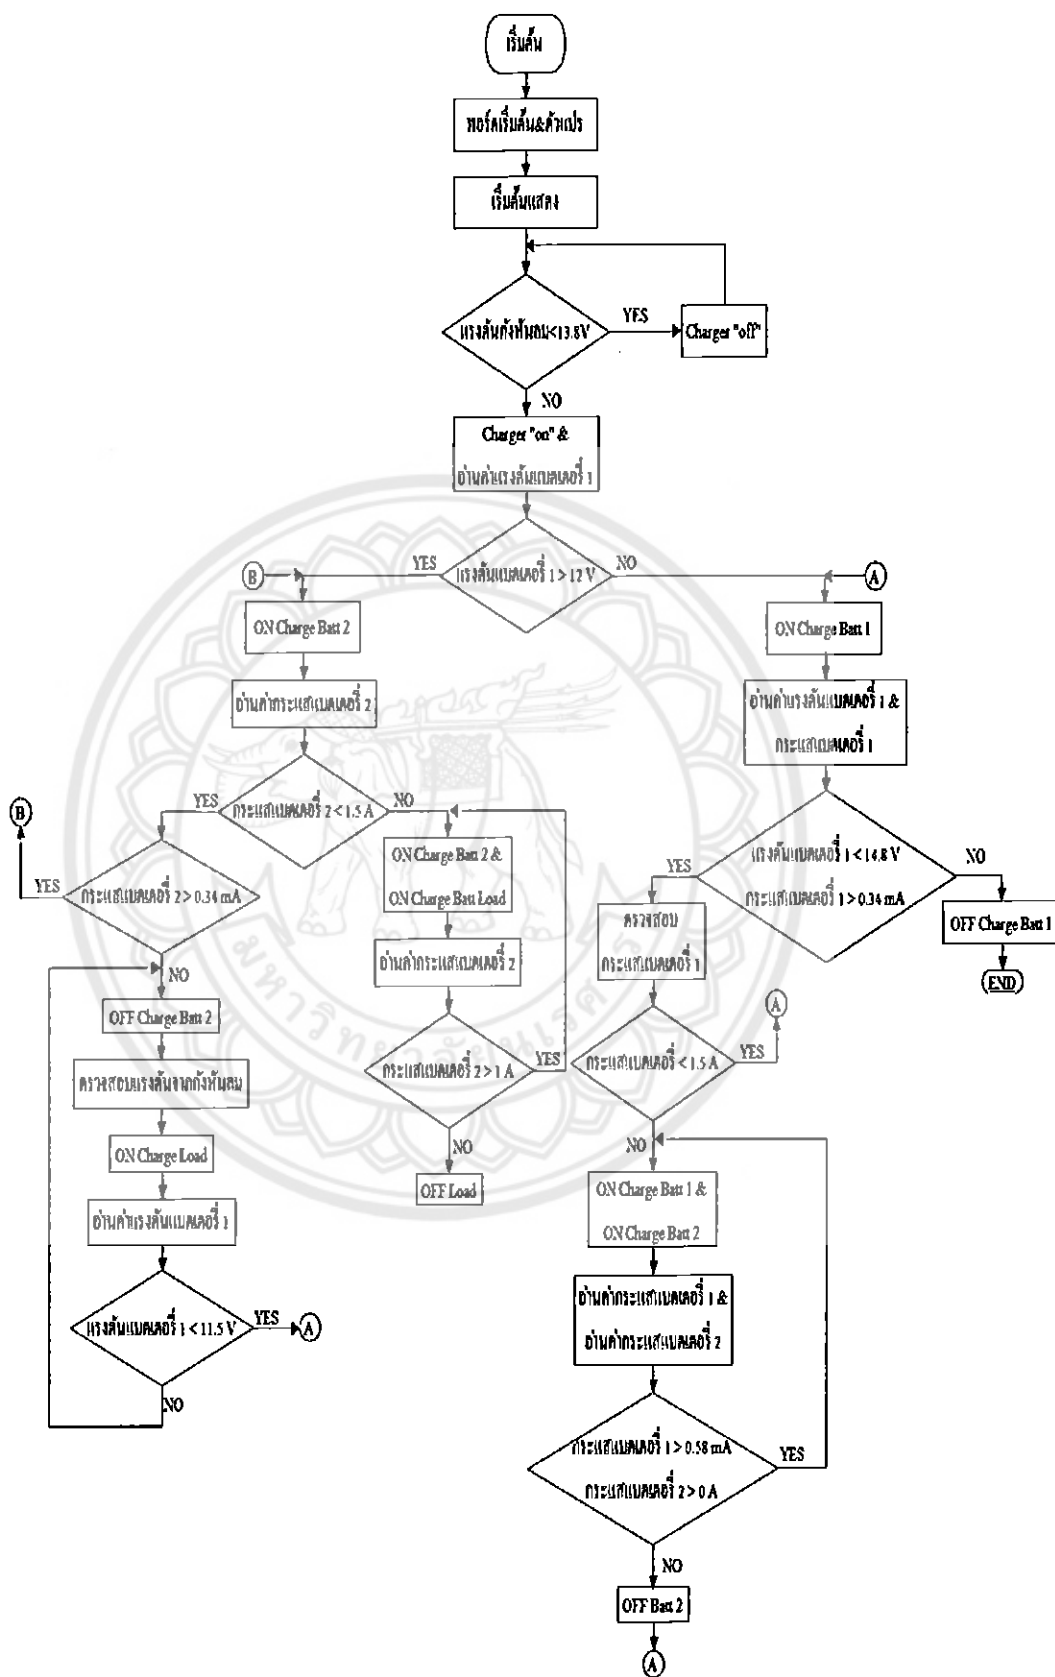 เริ่มต้น
พอร์ตเริ่มต้น&ตัวแปร
เริ่มต้นแสดง
แรงดันกังหันลม<13.8V
YES
Charger "off"
NO
Charger "on" &
อ่านค่าแรงดันแบตเตอรี่ 1
แรงดันแบตเตอรี่ 1 > 12 V
YES
NO
B
A
ON Charge Batt 2
ON Charge Batt 1
อ่านค่ากระแสแบตเตอรี่ 2
อ่านค่าแรงดันแบตเตอรี่ 1 &
กระแสแบตเตอรี่ 1
กระแสแบตเตอรี่ 2 < 1.5 A
YES
NO
B
YES
กระแสแบตเตอรี่ 2 > 0.34 mA
NO
ON Charge Batt 2 &
ON Charge Batt Load
แรงดันแบตเตอรี่ 1 < 14.8 V
กระแสแบตเตอรี่ 1 > 0.34 mA
YES
NO
OFF Charge Batt 1
END
ตรวจสอบ
กระแสแบตเตอรี่ 1
อ่านค่ากระแสแบตเตอรี่ 2
OFF Charge Batt 2
A
กระแสแบตเตอรี่ 2 > 1 A
YES
กระแสแบตเตอรี่ < 1.5 A
YES
ตรวจสอบแรงดันจากกังหันลม
NO
NO
ON Charge Load
OFF Load
ON Charge Batt 1 &
ON Charge Batt 2
อ่านค่าแรงดันแบตเตอรี่ 1
อ่านค่ากระแสแบตเตอรี่ 1 &
อ่านค่ากระแสแบตเตอรี่ 2
แรงดันแบตเตอรี่ 1 < 11.5 V
YES
A
NO
กระแสแบตเตอรี่ 1 > 0.58 mA
กระแสแบตเตอรี่ 2 > 0 A
YES
NO
OFF Batt 2
A
มหาวิทยาลัยนเรศวร